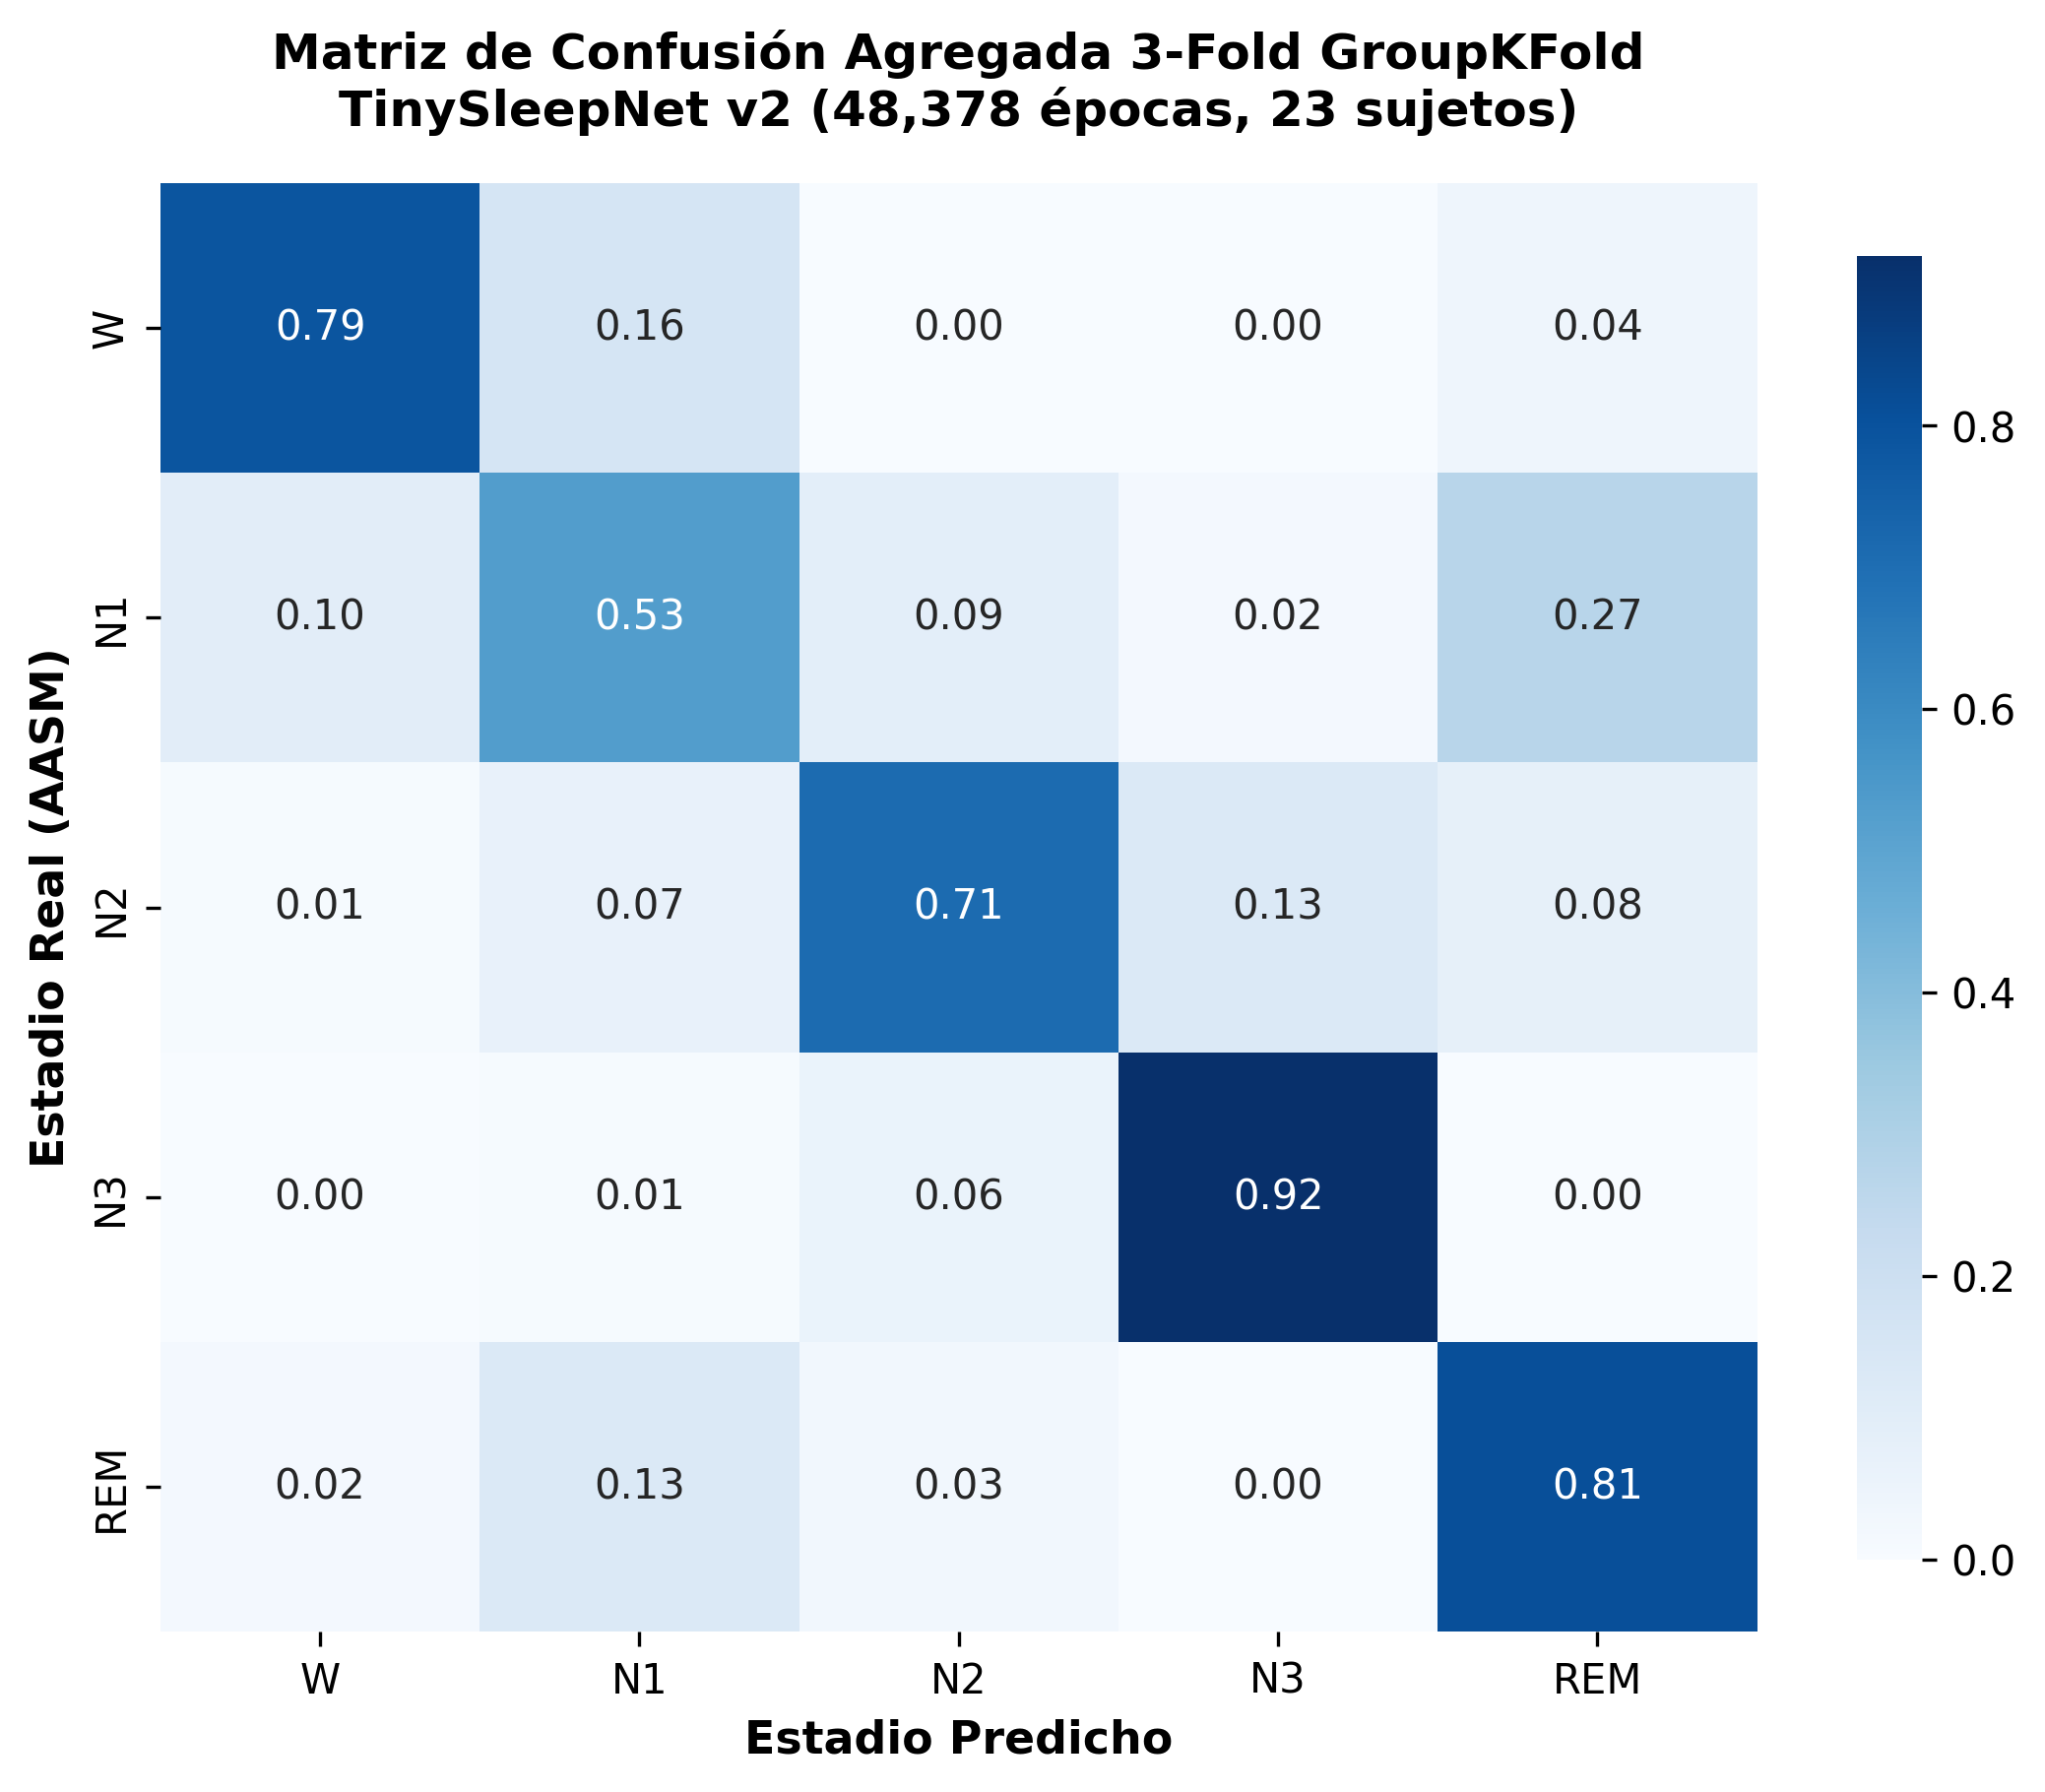 Matriz de Confusión Agregada 3-Fold GroupKFold
TinySleepNet v2 (48,378 épocas, 23 sujetos)
Estadio Real (AASM)
W 0.79 0.16 0.00 0.00 0.04
N1 0.10 0.53 0.09 0.02 0.27
N2 0.01 0.07 0.71 0.13 0.08
N3 0.00 0.01 0.06 0.92 0.00
REM 0.02 0.13 0.03 0.00 0.81
W N1 N2 N3 REM
Estadio Predicho
0.8
0.6
0.4
0.2
0.0